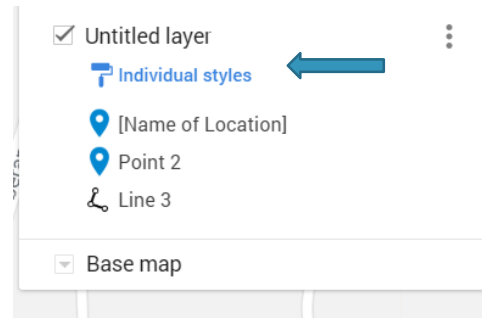 Untitled layer
Individual styles
[Name of Location]
Point 2
Line 3
Base map